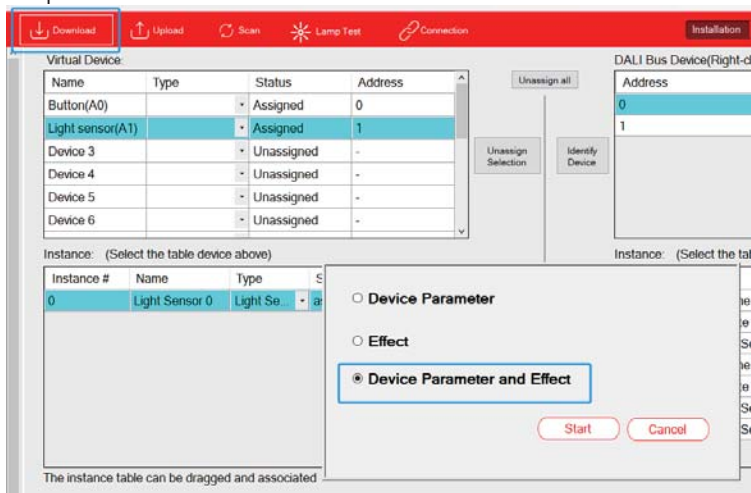 Download Upload Scan Lamp Test Connection Installation
Virtual Device:
DALI Bus Device(Right-cl
Name Type Status Address
Unassign all
Address
Button(A0) Assigned 0
0
Light sensor(A1) Assigned 1
1
Device 3 Unassigned -
Unassign Selection
Identify Device
Device 4 Unassigned -
Device 5 Unassigned -
Device 6 Unassigned -
Instance: (Select the table device above)
Instance: (Select the tal
Instance # Name Type S
0 Light Sensor 0 Light Se... as
Device Parameter
Effect
Device Parameter and Effect
Start Cancel
The instance table can be dragged and associated